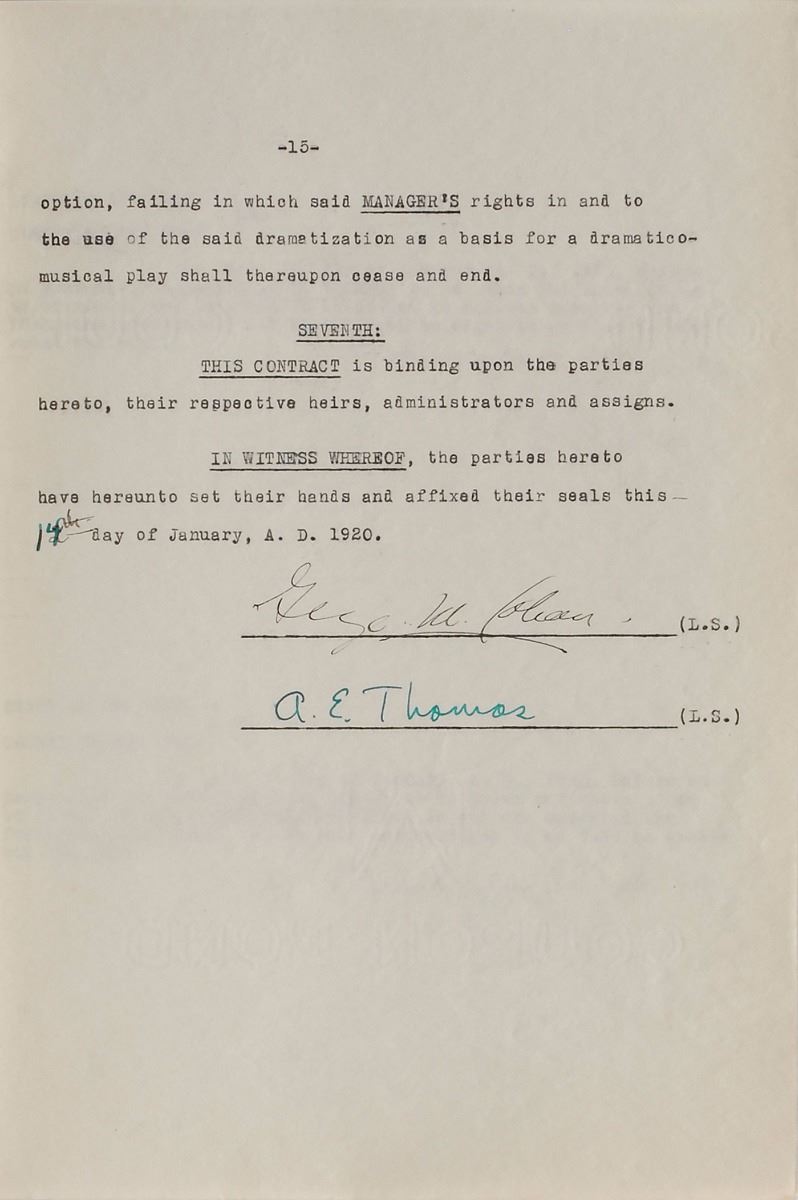 -15-
option, failing in which said MANAGER'S rights in and to
the use of the said dramatization as a basis for a dramatico-
musical play shall thereupon cease and end.
SEVENTH:
THIS CONTRACT is binding upon the parties
hereto, their respective heirs, administrators and assigns.
IN WITNESS WHEREOF, the parties hereto
have hereunto set their hands and affixed their seals this—
day of January, A. D. 1920.
Geo. M. Cohan. (L.S.)
A. E. Thomas (L.S.)